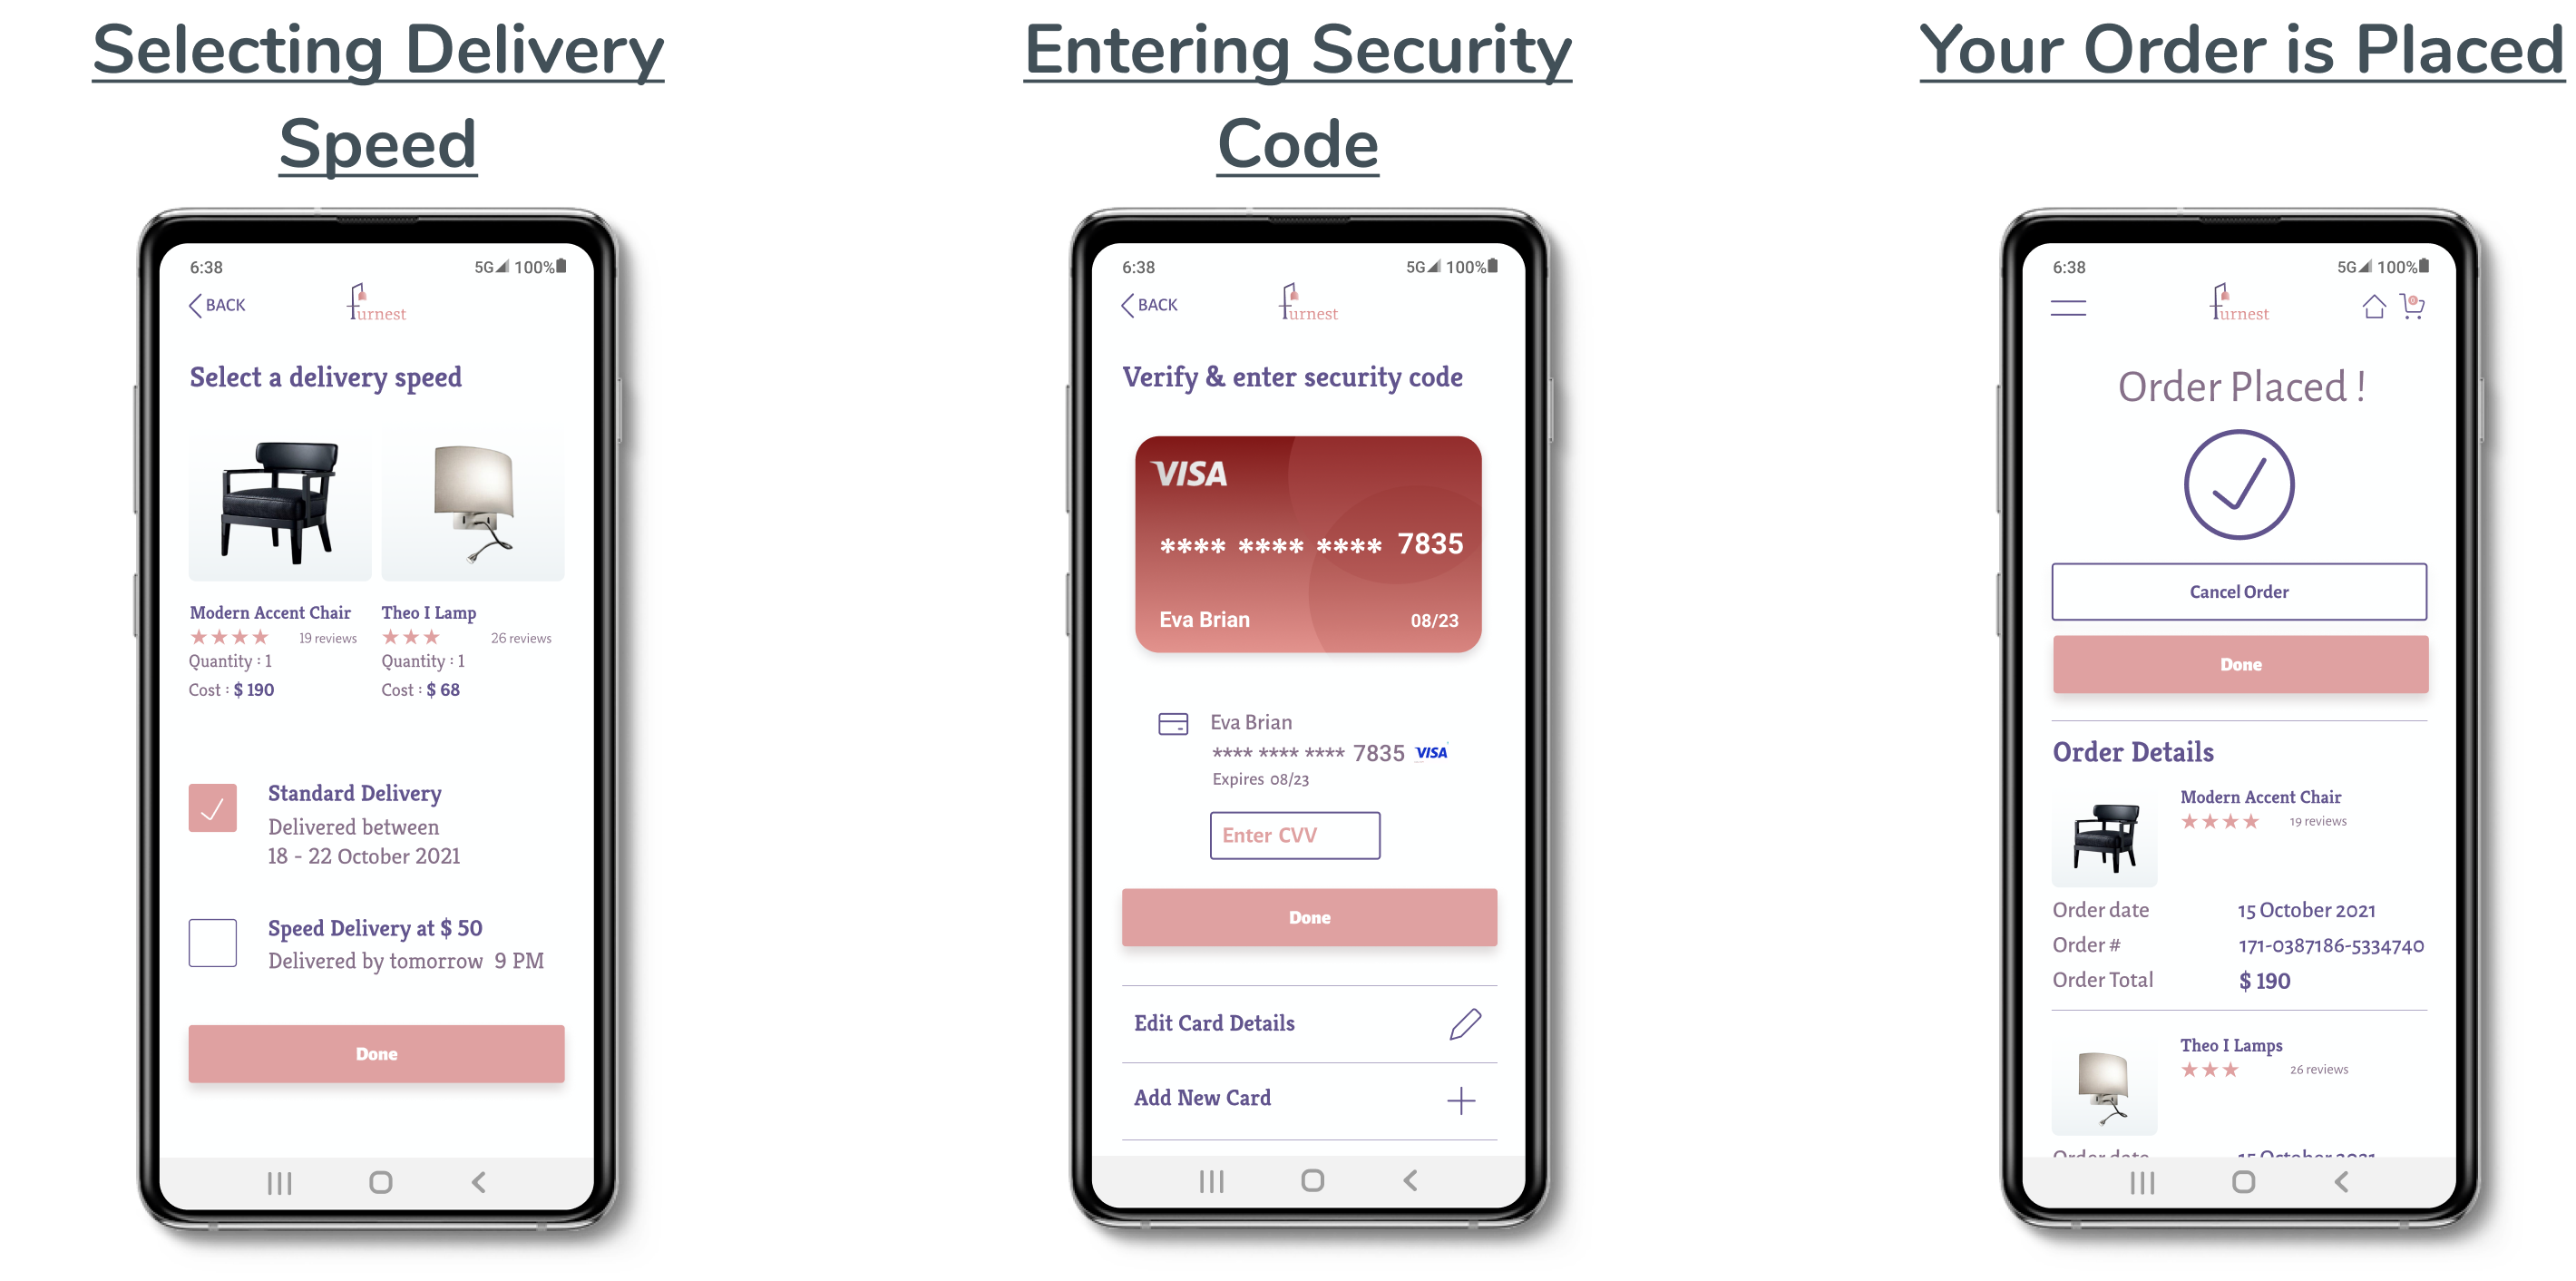 Selecting Delivery
Speed
6:38
5G 100%
BACK
furnest
Select a delivery speed
Modern Accent Chair
19 reviews
Quantity : 1
Cost : $ 190
Theo I Lamp
26 reviews
Quantity : 1
Cost : $ 68
Standard Delivery
Delivered between
18 - 22 October 2021
Speed Delivery at $ 50
Delivered by tomorrow 9 PM
Done
Entering Security
Code
6:38
5G 100%
BACK
furnest
Verify & enter security code
VISA
**** **** **** 7835
Eva Brian 08/23
Eva Brian
**** **** **** 7835 VISA
Expires 08/23
Enter CVV
Done
Edit Card Details
Add New Card
Your Order is Placed
6:38
5G 100%
furnest
0
Order Placed !
Cancel Order
Done
Order Details
Modern Accent Chair
19 reviews
Order date 15 October 2021
Order # 171-0387186-5334740
Order Total $ 190
Theo I Lamps
26 reviews
Order date 15 October 2021